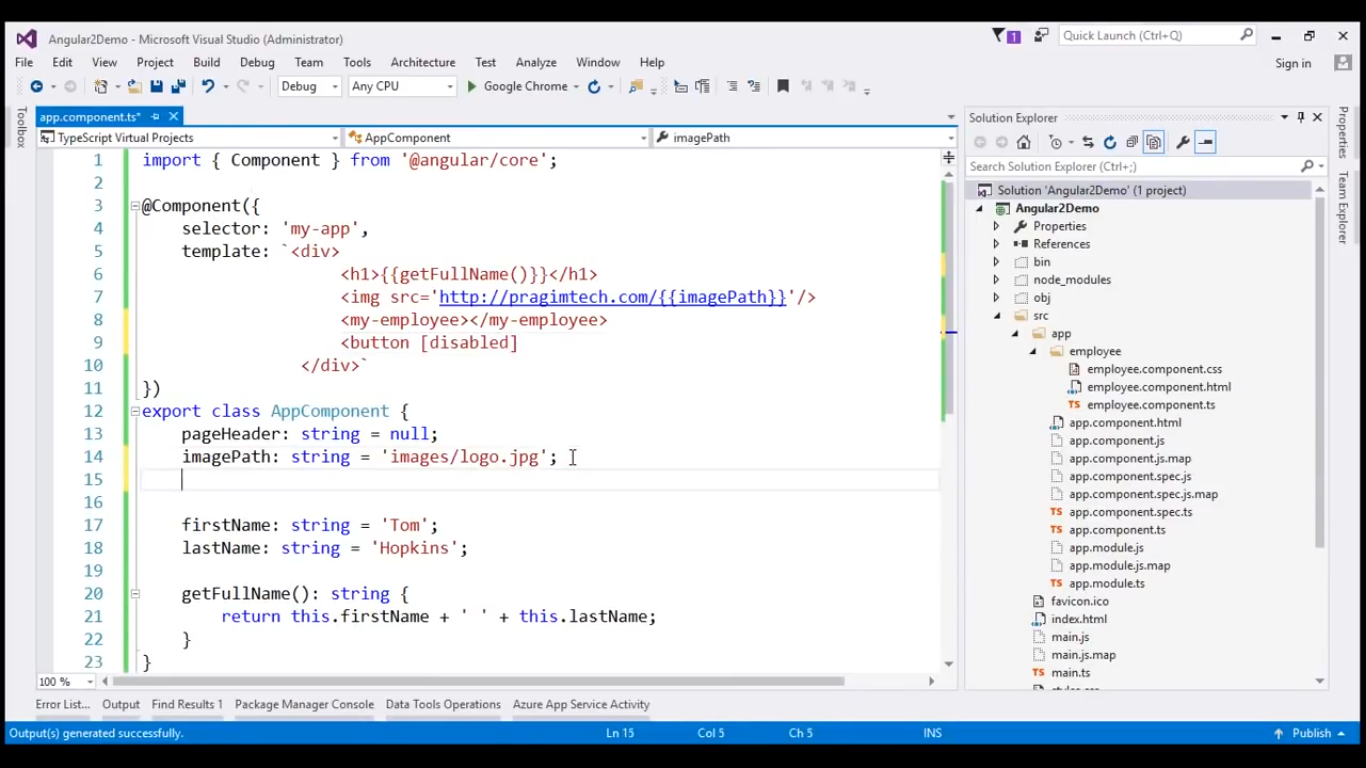 Angular2Demo - Microsoft Visual Studio (Administrator)
1
Quick Launch (Ctrl+Q)
File Edit View Project Build Debug Team Tools Architecture Test Analyze Window Help
Sign in
Debug Any CPU Google Chrome
Toolbox
app.component.ts*
TypeScript Virtual Projects AppComponent imagePath
1 import { Component } from '@angular/core';
2
3 @Component({
4 selector: 'my-app',
5 template: `<div>
6 <h1>{{getFullName()}}</h1>
7 <img src='http://pragimtech.com/{{imagePath}}'/>
8 <my-employee></my-employee>
9 <button [disabled]
10 </div>`
11 })
12 export class AppComponent {
13 pageHeader: string = null;
14 imagePath: string = 'images/logo.jpg';
15
16
17 firstName: string = 'Tom';
18 lastName: string = 'Hopkins';
19
20 getFullName(): string {
21 return this.firstName + ' ' + this.lastName;
22 }
23 }
100 %
Solution Explorer
Search Solution Explorer (Ctrl+;)
Solution 'Angular2Demo' (1 project)
Angular2Demo
Properties
References
bin
node_modules
obj
src
app
employee
employee.component.css
employee.component.html
TS employee.component.ts
app.component.html
app.component.js
app.component.js.map
app.component.spec.js
app.component.spec.js.map
TS app.component.spec.ts
TS app.component.ts
app.module.js
app.module.js.map
TS app.module.ts
favicon.ico
index.html
main.js
main.js.map
TS main.ts
Properties
Team Explorer
Error List... Output Find Results 1 Package Manager Console Data Tools Operations Azure App Service Activity
Output(s) generated successfully. Ln 15 Col 5 Ch 5 INS Publish